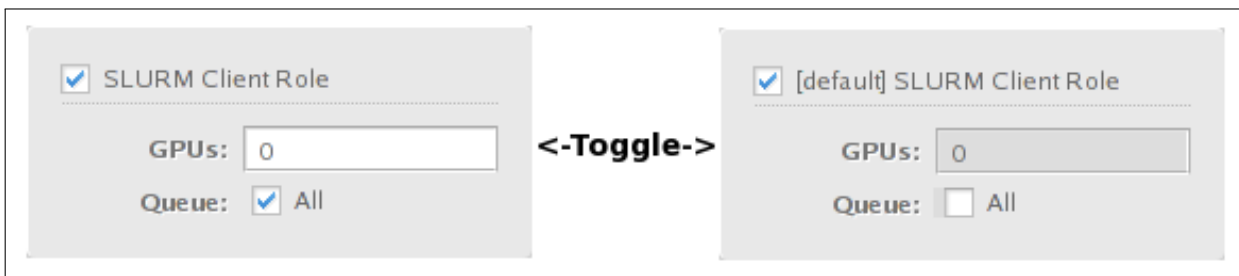 SLURM Client Role
GPUs: 0
Queue: All
<-Toggle->
[default] SLURM Client Role
GPUs: 0
Queue: All